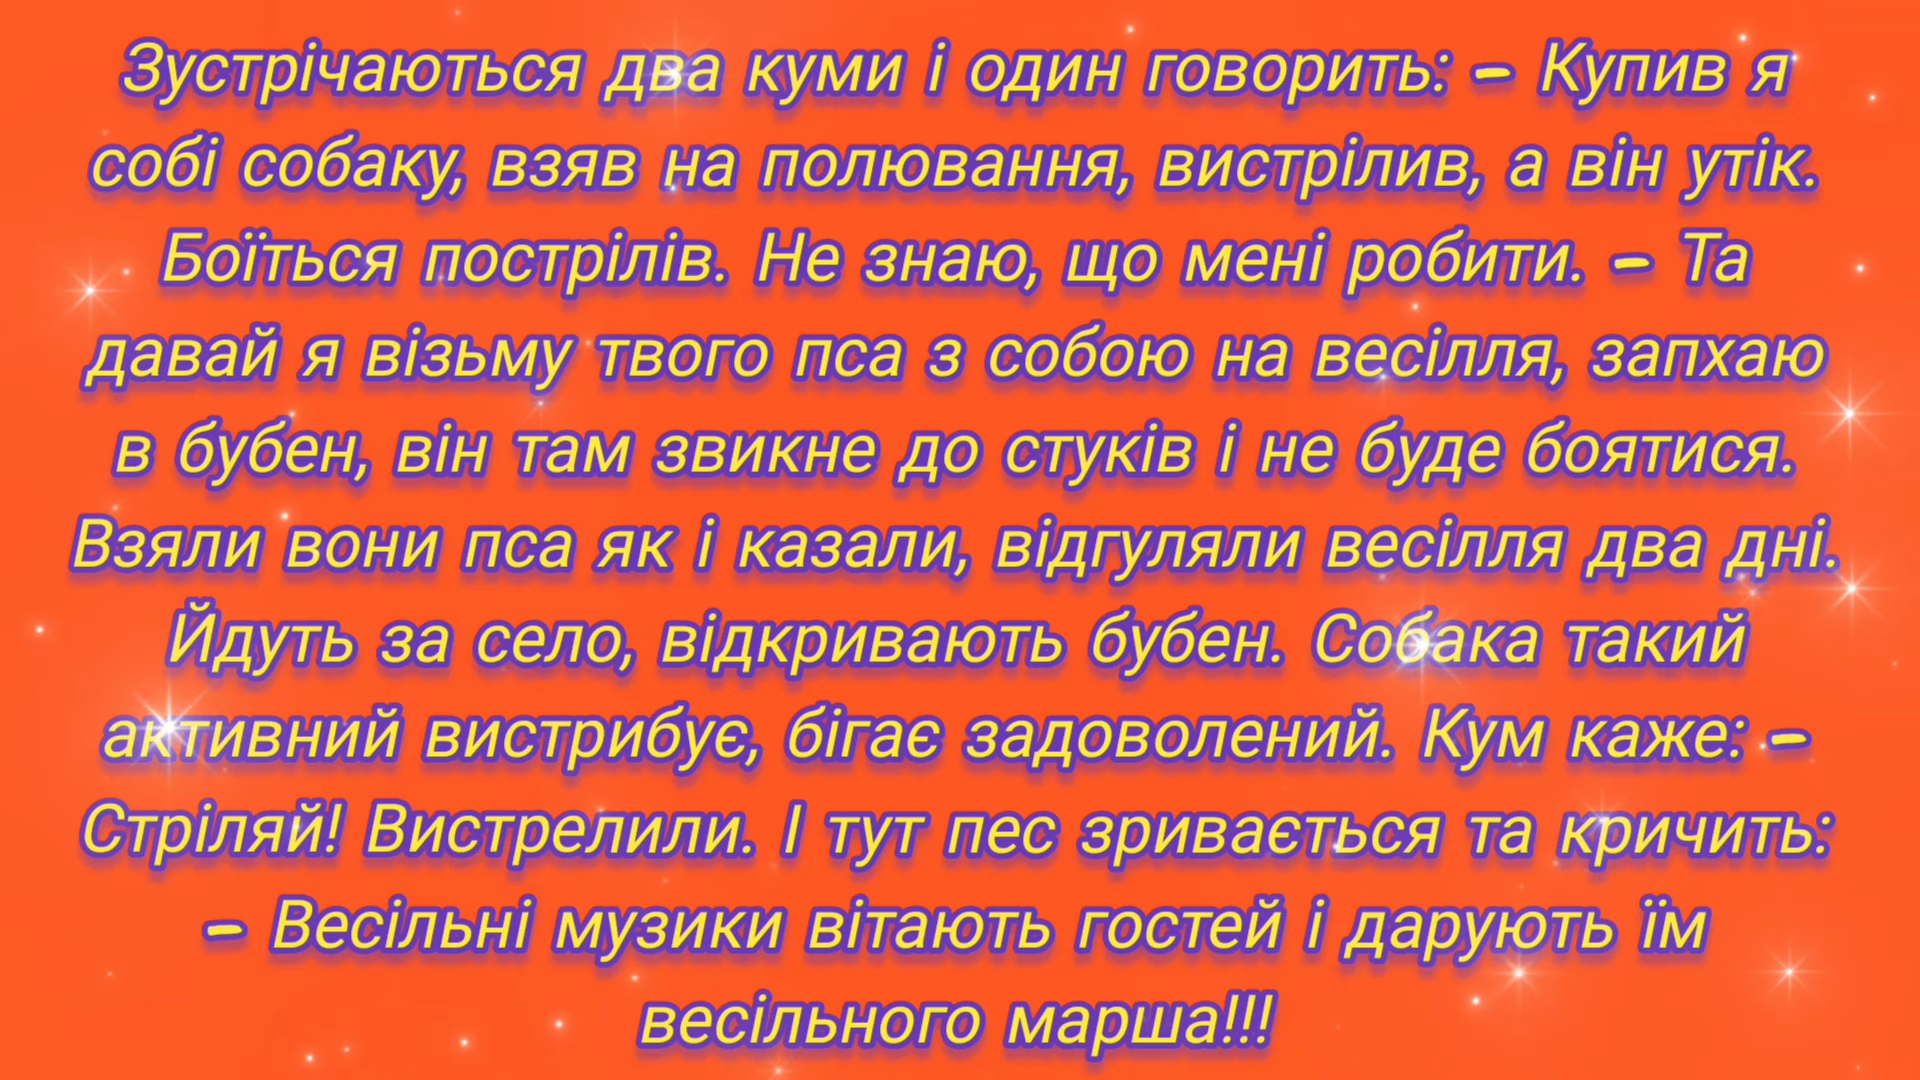 Зустрічаються два куми і один говорить: – Купив я
собі собаку, взяв на полювання, вистрілив, а він утік.
Боїться пострілів. Не знаю, що мені робити. – Та
давай я візьму твого пса з собою на весілля, запхаю
в бубен, він там звикне до стуків і не буде боятися.
Взяли вони пса як і казали, відгуляли весілля два дні.
Йдуть за село, відкривають бубен. Собака такий
активний вистрибує, бігає задоволений. Кум каже: –
Стріляй! Вистрелили. І тут пес зривається та кричить:
– Весільні музики вітають гостей і дарують їм
весільного марша!!!